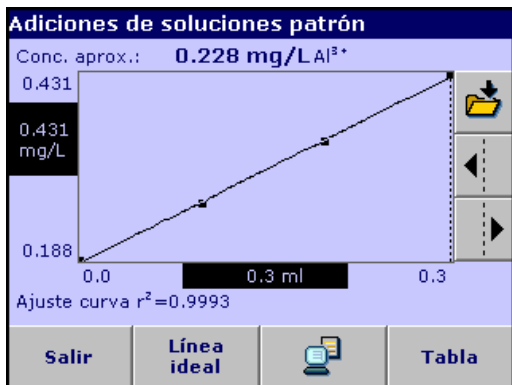 Adiciones de soluciones patrón
Conc. aprox.: 0.228 mg/L Al³⁺
0.431
0.431
mg/L
0.188
0.0 0.3 ml 0.3
Ajuste curva r²=0.9993
Salir
Línea
ideal
Tabla